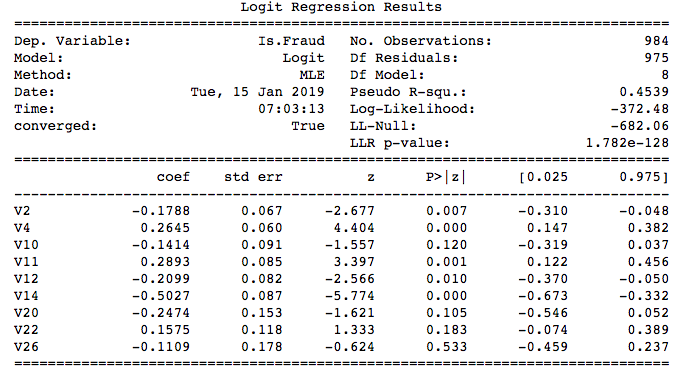 Logit Regression Results
==============================================================================
Dep. Variable: Is.Fraud No. Observations: 984
Model: Logit Df Residuals: 975
Method: MLE Df Model: 8
Date: Tue, 15 Jan 2019 Pseudo R-squ.: 0.4539
Time: 07:03:13 Log-Likelihood: -372.48
converged: True LL-Null: -682.06
LLR p-value: 1.782e-128
==============================================================================
coef std err z P>|z| [0.025 0.975]
------------------------------------------------------------------------------
V2 -0.1788 0.067 -2.677 0.007 -0.310 -0.048
V4 0.2645 0.060 4.404 0.000 0.147 0.382
V10 -0.1414 0.091 -1.557 0.120 -0.319 0.037
V11 0.2893 0.085 3.397 0.001 0.122 0.456
V12 -0.2099 0.082 -2.566 0.010 -0.370 -0.050
V14 -0.5027 0.087 -5.774 0.000 -0.673 -0.332
V20 -0.2474 0.153 -1.621 0.105 -0.546 0.052
V22 0.1575 0.118 1.333 0.183 -0.074 0.389
V26 -0.1109 0.178 -0.624 0.533 -0.459 0.237
==============================================================================